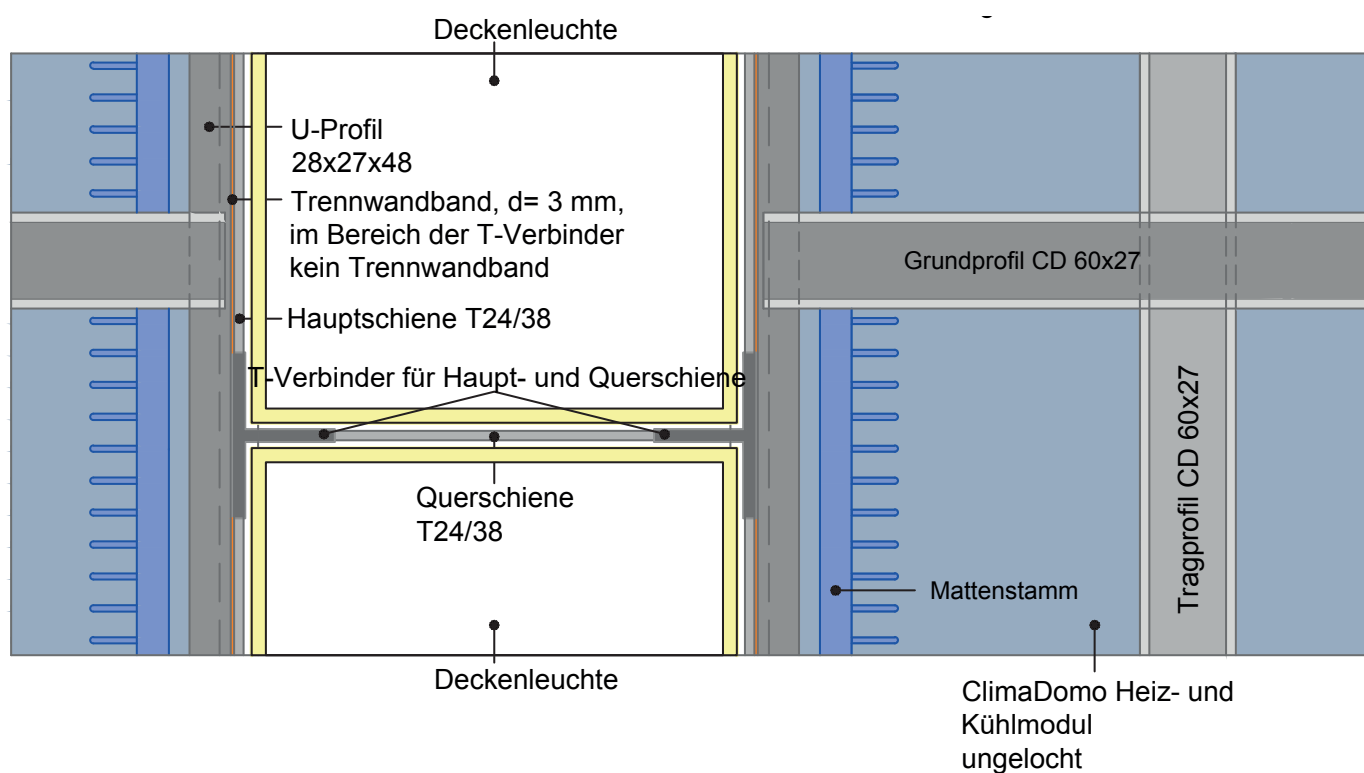 Deckenleuchte
U-Profil
28x27x48
Trennwandband, d= 3 mm,
im Bereich der T-Verbinder
kein Trennwandband
Grundprofil CD 60x27
Hauptschiene T24/38
T-Verbinder für Haupt- und Querschiene
Tragprofil CD 60x27
Querschiene
T24/38
Mattenstamm
Deckenleuchte
ClimaDomo Heiz- und
Kühlmodul
ungelocht